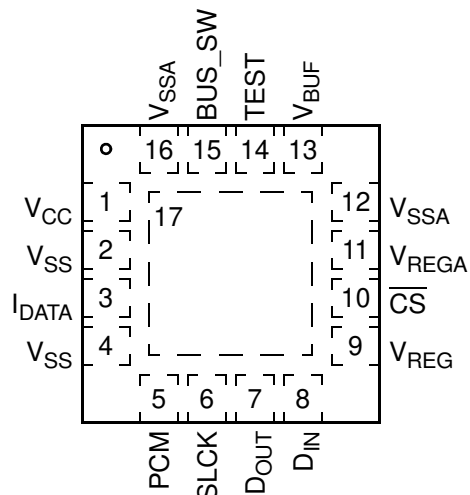 VSSA
BUS_SW
TEST
VBUF
16 15 14 13
17
VCC 1
VSS 2
IDATA 3
VSS 4
12 VSSA
11 VREGA
10 CS
9 VREG
5 6 7 8
PCM
SLCK
DOUT
DIN